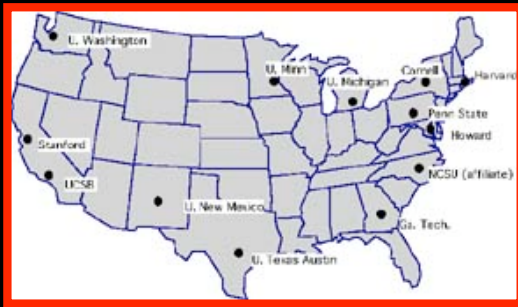 U. Washington
U. Minn
U. Michigan
Cornell
Harvard
Penn State
Howard
Stanford
UCSB
NCSU (affiliate)
U. New Mexico
Ga. Tech.
U. Texas Austin